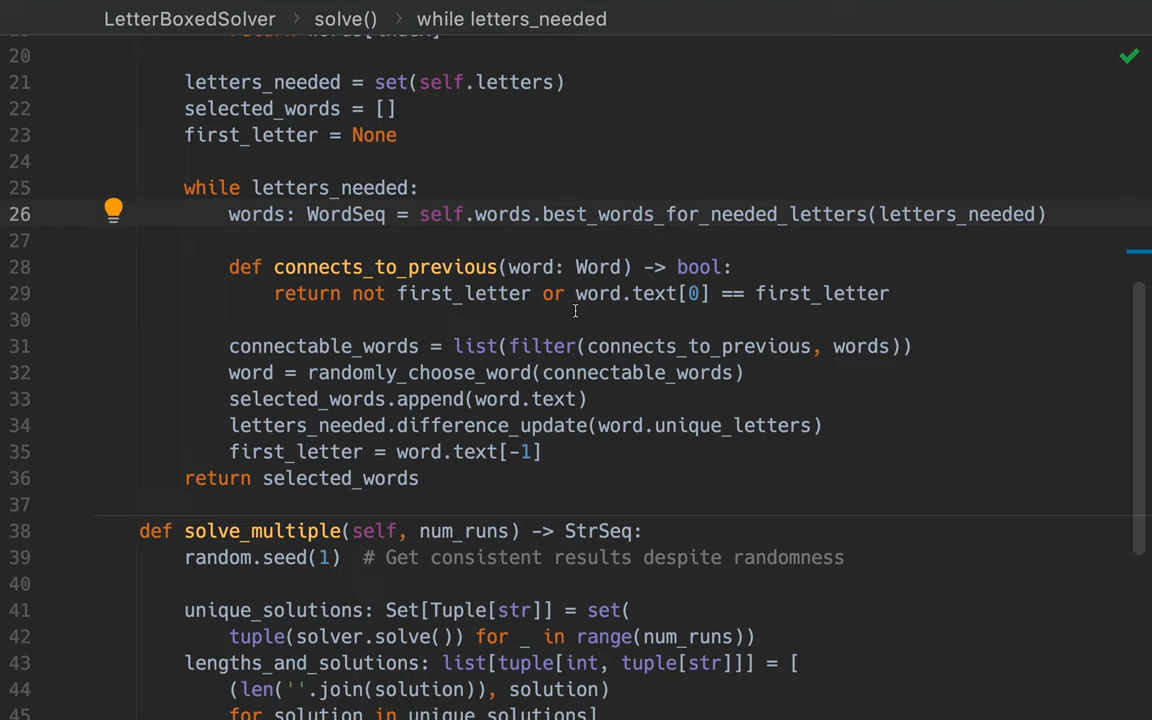 LetterBoxedSolver > solve() > while letters_needed
20
21 letters_needed = set(self.letters)
22 selected_words = []
23 first_letter = None
24
25 while letters_needed:
26 words: WordSeq = self.words.best_words_for_needed_letters(letters_needed)
27
28 def connects_to_previous(word: Word) -> bool:
29 return not first_letter or word.text[0] == first_letter
30
31 connectable_words = list(filter(connects_to_previous, words))
32 word = randomly_choose_word(connectable_words)
33 selected_words.append(word.text)
34 letters_needed.difference_update(word.unique_letters)
35 first_letter = word.text[-1]
36 return selected_words
37
38 def solve_multiple(self, num_runs) -> StrSeq:
39 random.seed(1)  # Get consistent results despite randomness
40
41 unique_solutions: Set[Tuple[str]] = set(
42 tuple(solver.solve()) for _ in range(num_runs))
43 lengths_and_solutions: list[tuple[int, tuple[str]]] = [
44 (len(''.join(solution)), solution)
45 for solution in unique_solutions]